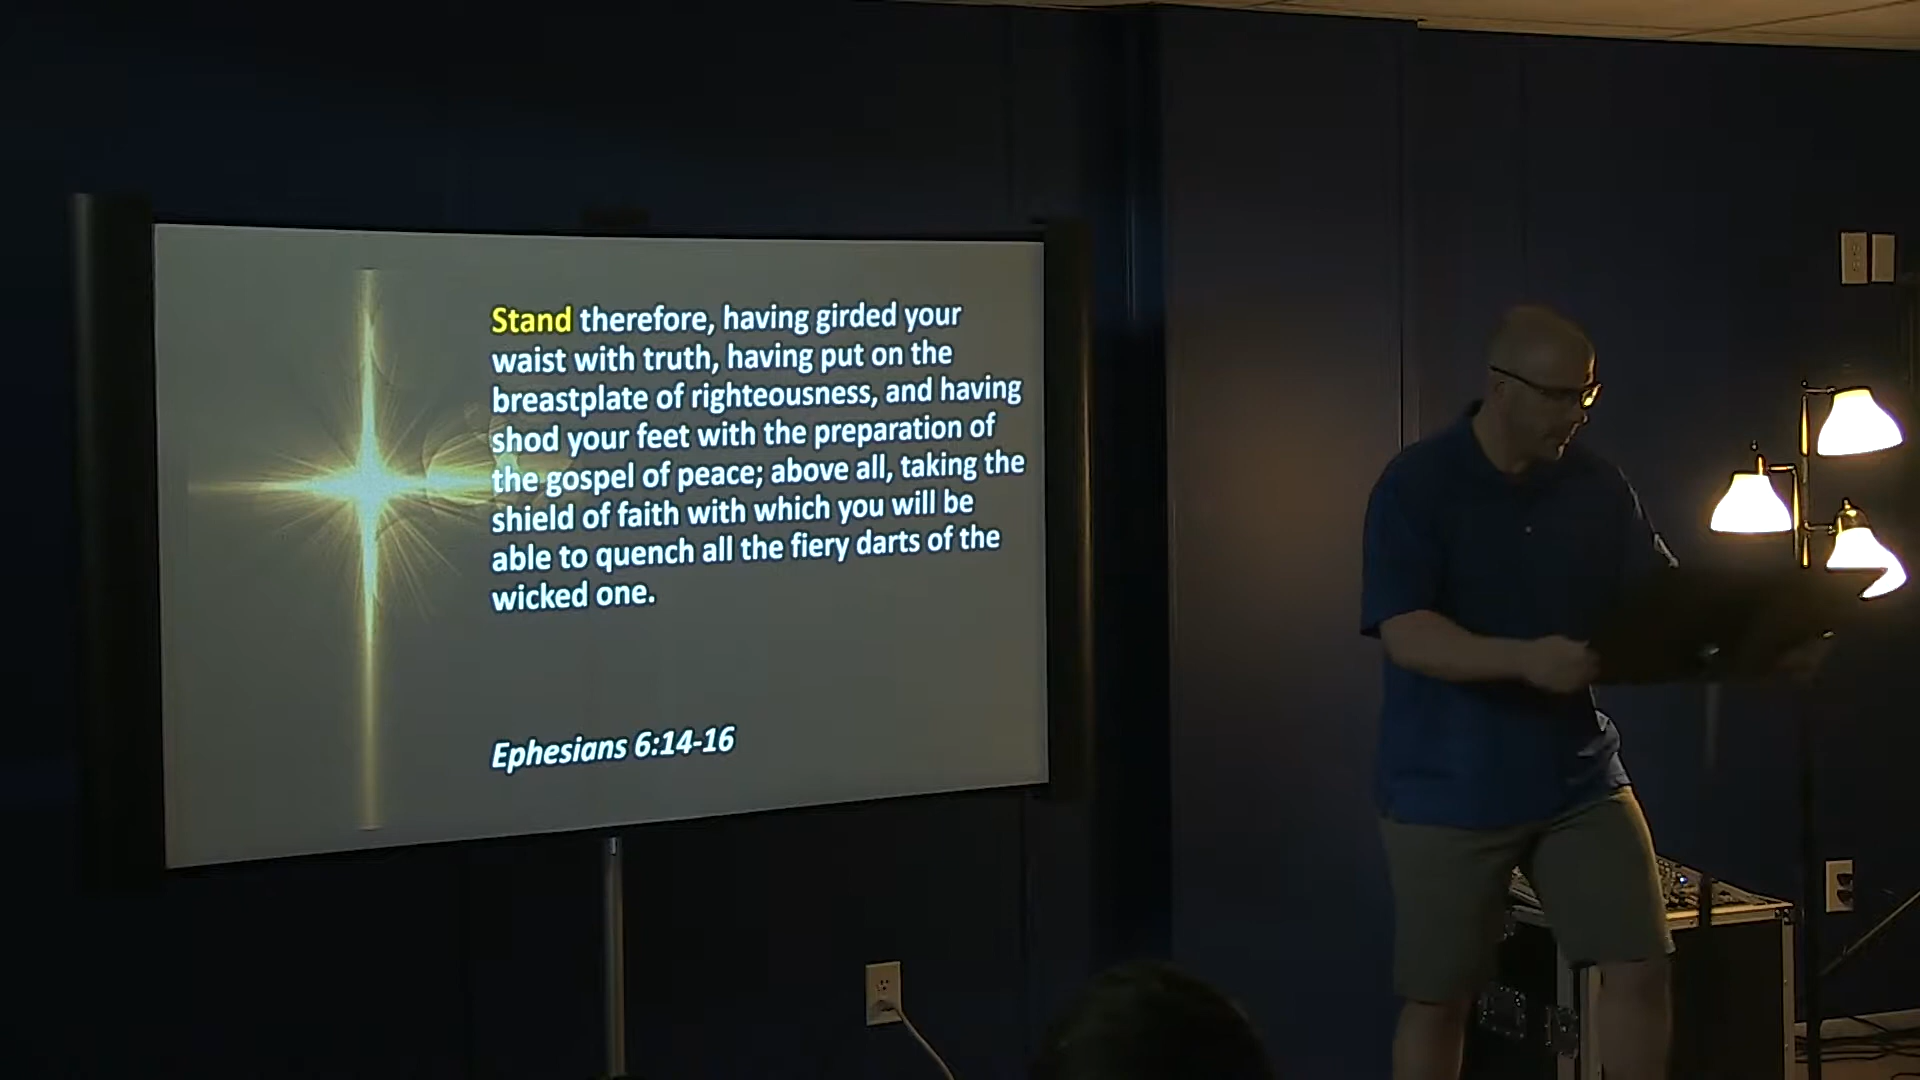 Stand therefore, having girded your
waist with truth, having put on the
breastplate of righteousness, and having
shod your feet with the preparation of
the gospel of peace; above all, taking the
shield of faith with which you will be
able to quench all the fiery darts of the
wicked one.
Ephesians 6:14-16